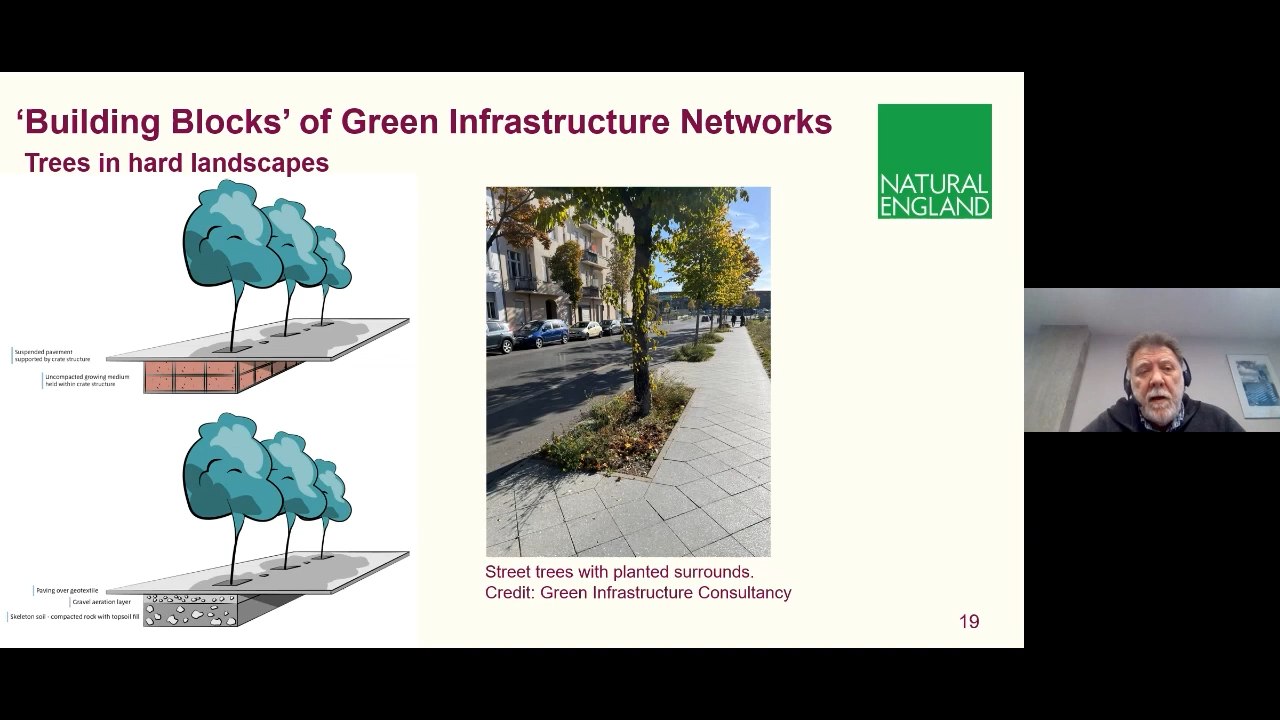 ‘Building Blocks’ of Green Infrastructure Networks
Trees in hard landscapes
NATURAL
ENGLAND
Suspended pavement
supported by crate structure
Uncompacted growing medium
held within crate structure
Paving over geotextile
Gravel aeration layer
Skeleton soil - compacted rock with topsoil fill
Street trees with planted surrounds.
Credit: Green Infrastructure Consultancy
19